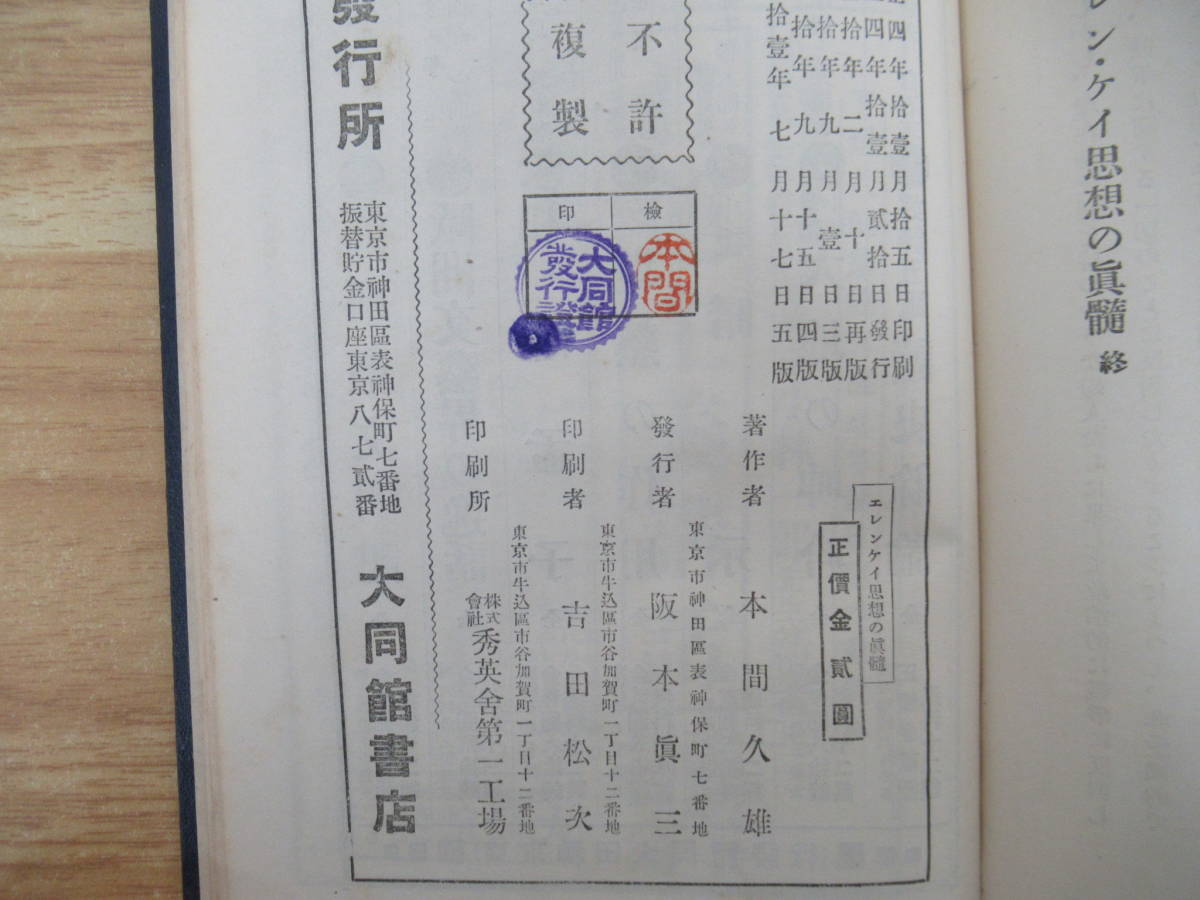 レン・ケイ思想の眞髓 終
四年拾壹月拾五日印刷
四年拾壹月貳拾日發行
拾年二月十日再版
拾年九月壹日三版
拾年九月十五日四版
拾壹年七月十七日五版
不許
複製
檢
印
本間
大同館
發行證
エレンケイ思想の眞髓
正價金貳圓
著作者 本間久雄
東京市神田區表神保町七番地
發行者 阪本眞三
東京市牛込區市谷加賀町一丁目十二番地
印刷者 吉田松次
東京市牛込區市谷加賀町一丁目十二番地
印刷所 株式會社秀英舍第一工場
發行所
東京市神田區表神保町七番地
振替貯金口座東京八七貳番
大同館書店